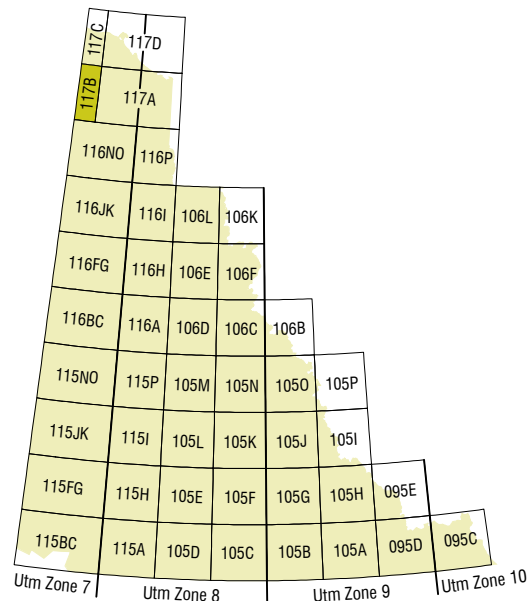 117C 117D
117B 117A
116NO 116P
116JK 116I 106L 106K
116FG 116H 106E 106F
116BC 116A 106D 106C 106B
115NO 115P 105M 105N 105O 105P
115JK 115I 105L 105K 105J 105I
115FG 115H 105E 105F 105G 105H 095E
115BC 115A 105D 105C 105B 105A 095D 095C
Utm Zone 7 Utm Zone 8 Utm Zone 9 Utm Zone 10